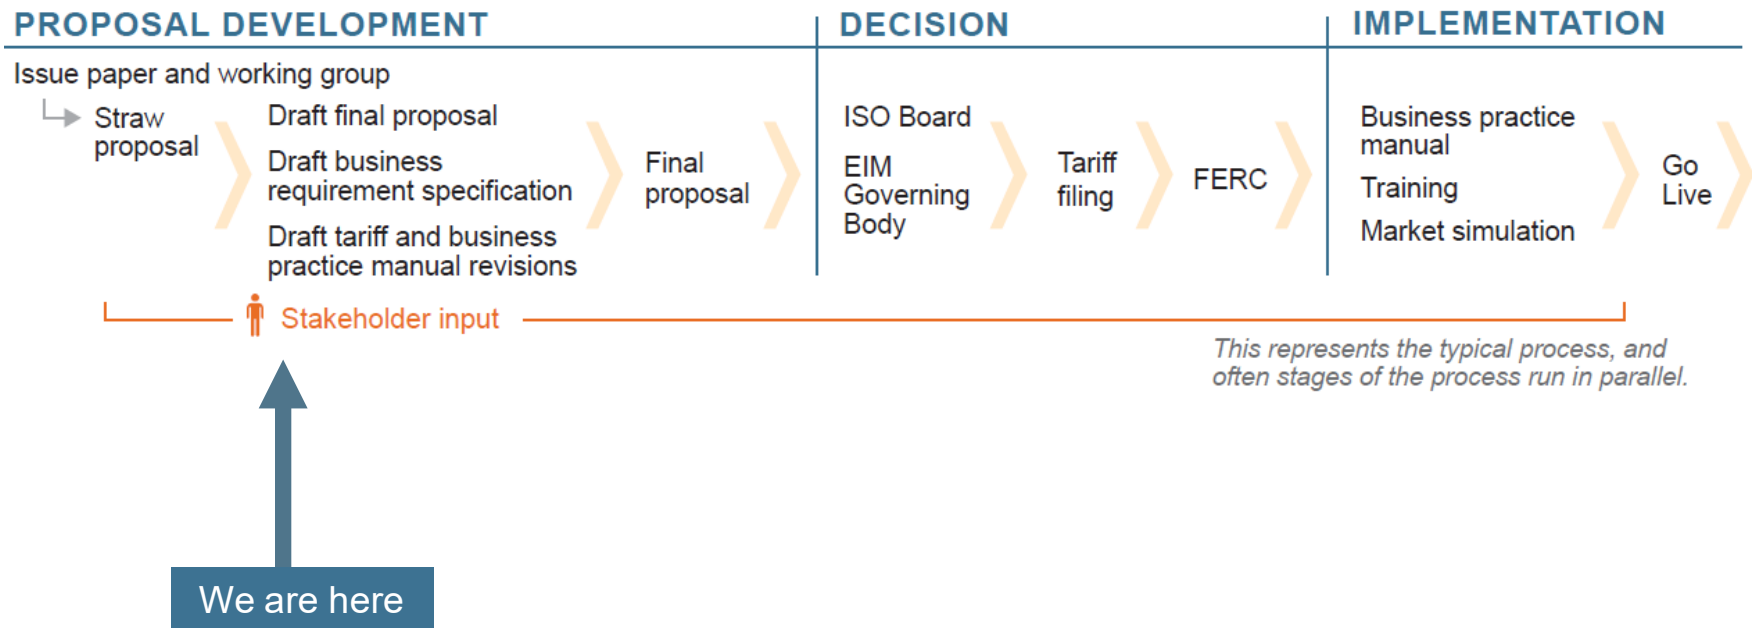 PROPOSAL DEVELOPMENT
DECISION
IMPLEMENTATION
Issue paper and working group
Straw
proposal
Draft final proposal
Draft business
requirement specification
Draft tariff and business
practice manual revisions
Final
proposal
ISO Board
EIM
Governing
Body
Tariff
filing
FERC
Business practice
manual
Training
Market simulation
Go
Live
Stakeholder input
This represents the typical process, and
often stages of the process run in parallel.
We are here